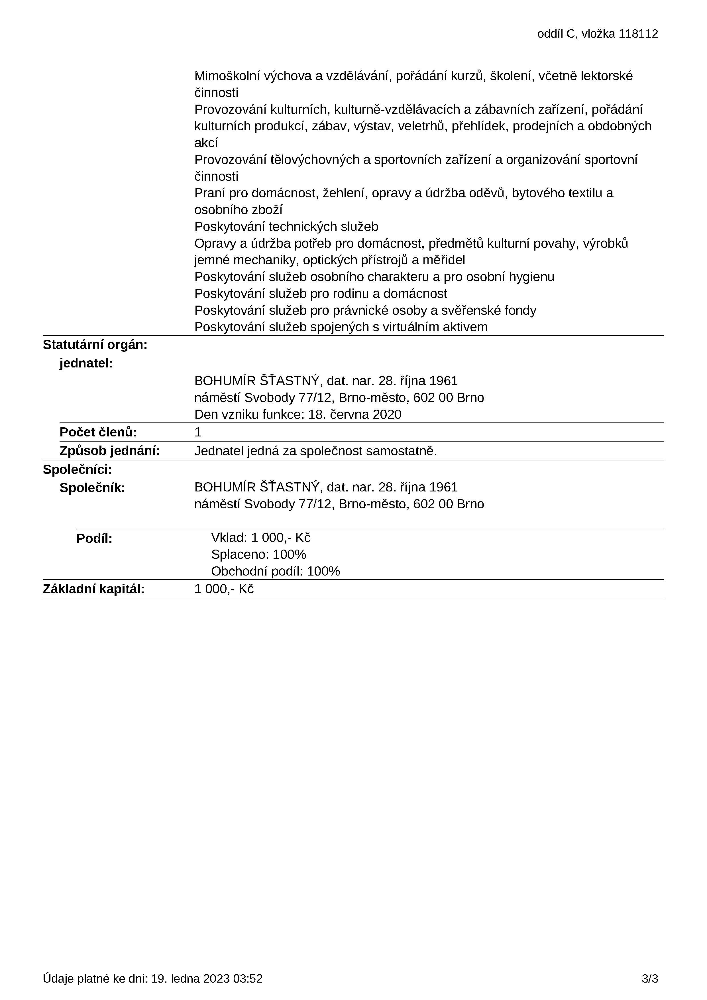 oddíl C, vložka 118112
Mimoškolní výchova a vzdělávání, pořádání kurzů, školení, včetně lektorské
činnosti
Provozování kulturních, kulturně-vzdělávacích a zábavních zařízení, pořádání
kulturních produkcí, zábav, výstav, veletrhů, přehlídek, prodejních a obdobných
akcí
Provozování tělovýchovných a sportovních zařízení a organizování sportovní
činnosti
Praní pro domácnost, žehlení, opravy a údržba oděvů, bytového textilu a
osobního zboží
Poskytování technických služeb
Opravy a údržba potřeb pro domácnost, předmětů kulturní povahy, výrobků
jemné mechaniky, optických přístrojů a měřidel
Poskytování služeb osobního charakteru a pro osobní hygienu
Poskytování služeb pro rodinu a domácnost
Poskytování služeb pro právnické osoby a svěřenské fondy
Poskytování služeb spojených s virtuálním aktivem
Statutární orgán:
jednatel:
BOHUMÍR ŠŤASTNÝ, dat. nar. 28. října 1961
náměstí Svobody 77/12, Brno-město, 602 00 Brno
Den vzniku funkce: 18. června 2020
Počet členů: 1
Způsob jednání: Jednatel jedná za společnost samostatně.
Společníci:
Společník: BOHUMÍR ŠŤASTNÝ, dat. nar. 28. října 1961
náměstí Svobody 77/12, Brno-město, 602 00 Brno
Podíl: Vklad: 1 000,- Kč
Splaceno: 100%
Obchodní podíl: 100%
Základní kapitál: 1 000,- Kč
Údaje platné ke dni: 19. ledna 2023 03:52 3/3